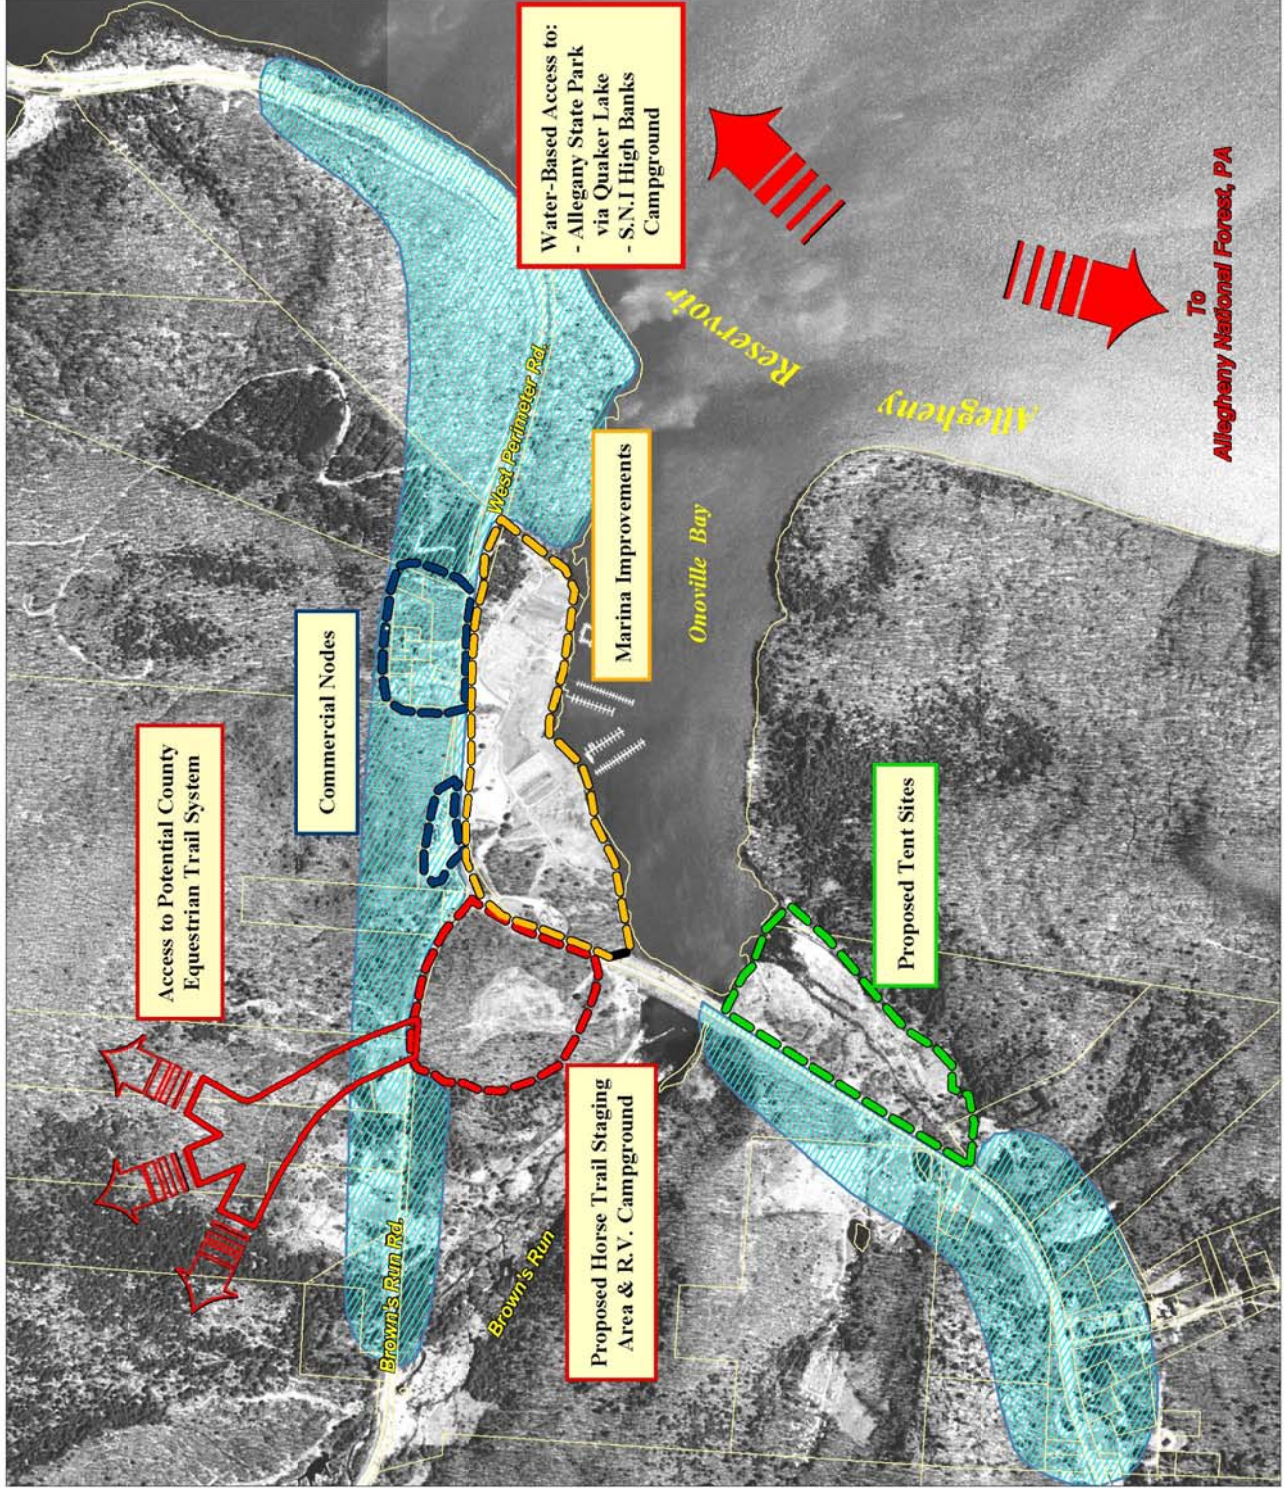 Access to Potential County
Equestrian Trail System
Commercial Nodes
Water-Based Access to:
- Allegany State Park
via Quaker Lake
- S.N.I High Banks
Campground
West Perimeter Rd.
Brown's Run Rd.
Brown's Run
Proposed Horse Trail Staging
Area & R.V. Campground
Marina Improvements
Onoville Bay
Allegheny
Reservoir
Proposed Tent Sites
To
Allegheny National Forest, PA